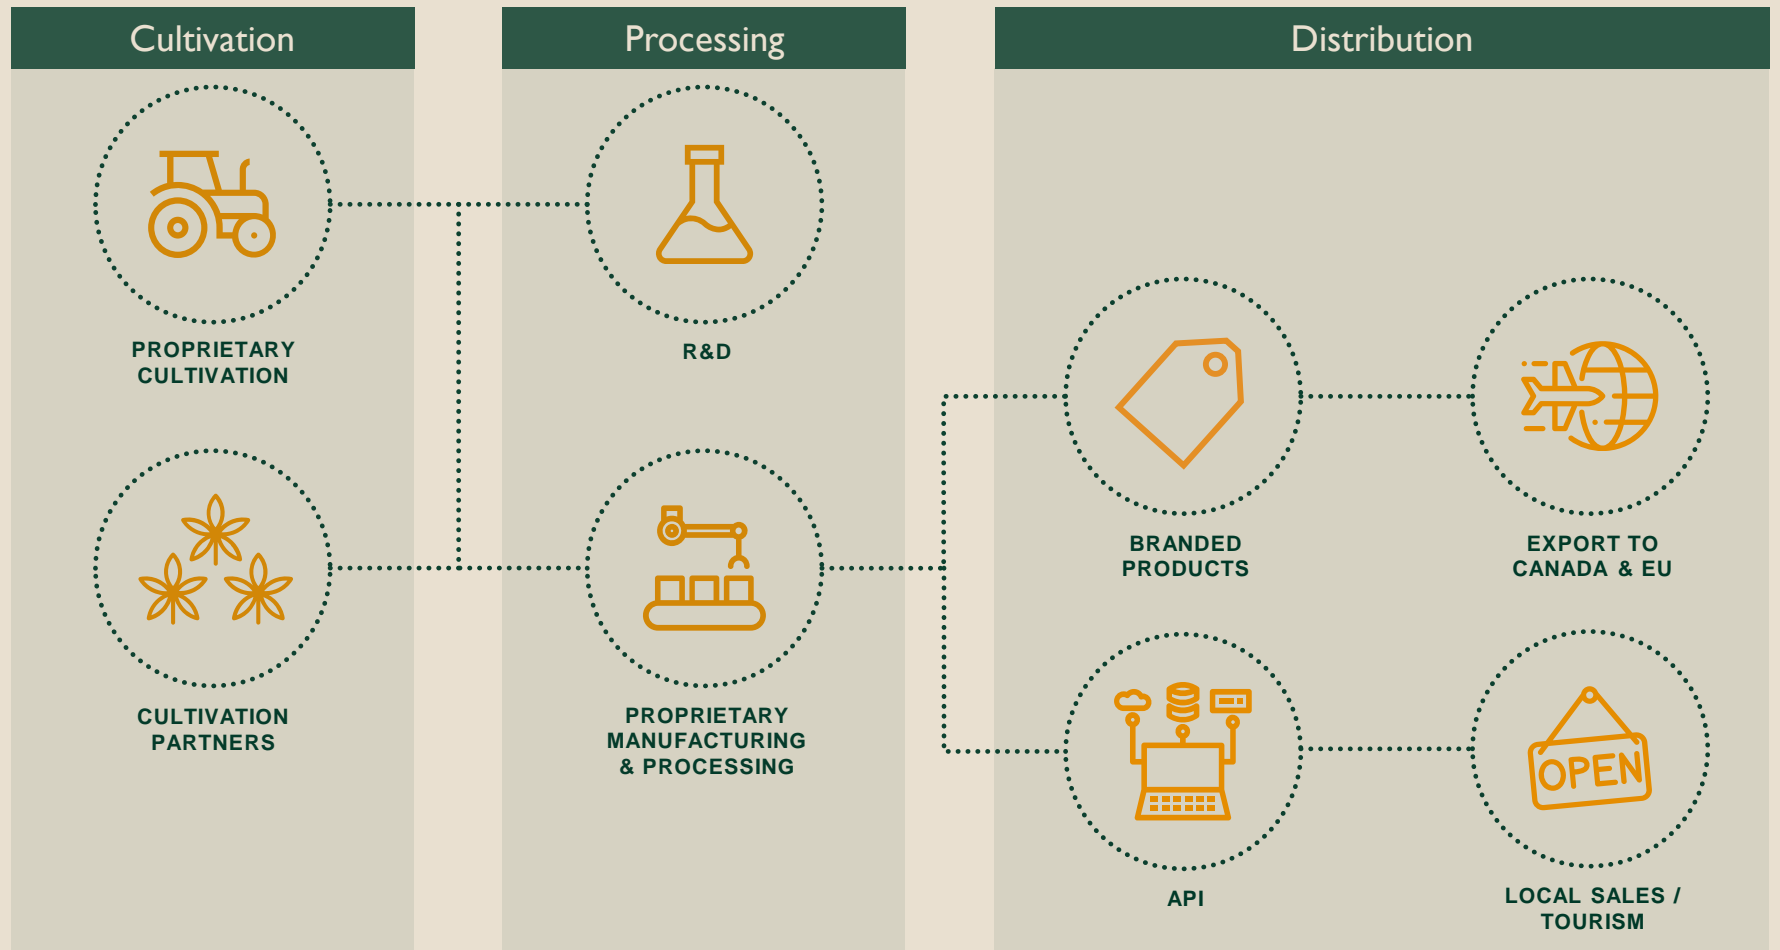 Cultivation
Processing
Distribution
PROPRIETARY
CULTIVATION
R&D
CULTIVATION
PARTNERS
PROPRIETARY
MANUFACTURING
& PROCESSING
BRANDED
PRODUCTS
EXPORT TO
CANADA & EU
API
OPEN
LOCAL SALES /
TOURISM